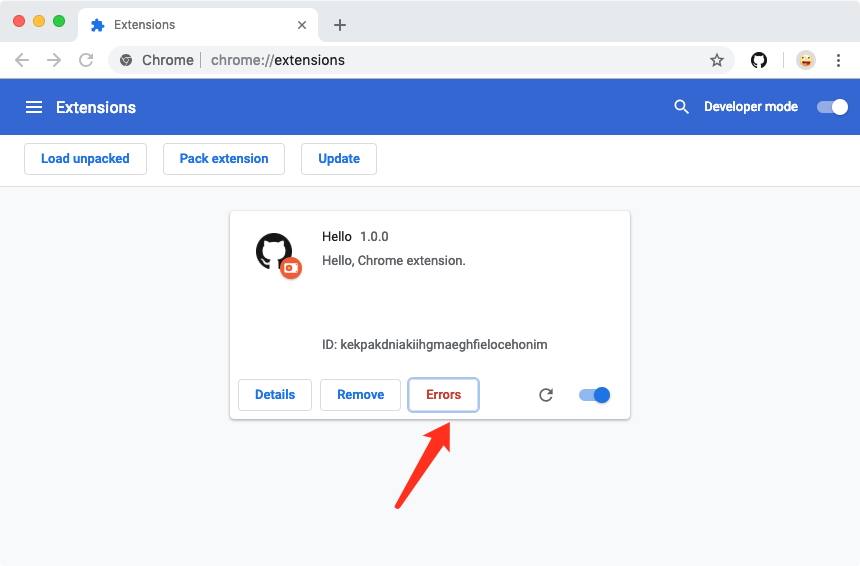 Extensions
Chrome chrome://extensions
Extensions Developer mode
Load unpacked Pack extension Update
Hello 1.0.0
Hello, Chrome extension.
ID: kekpakdniakiihgmaeghfielocehonim
Details Remove Errors